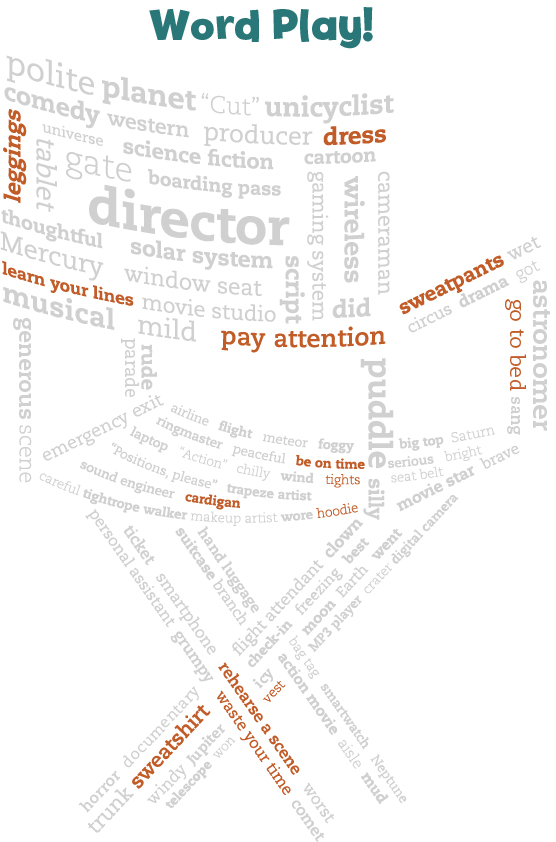 Word Play!
polite planet “Cut” unicyclist
comedy western producer dress
leggings
universe science fiction cartoon
tablet
gate boarding pass
gaming system
wireless
cameraman
director
thoughtful solar system
Mercury window seat
script
learn your lines movie studio did
musical mild pay attention
sweatpants wet
circus drama got
go to bed
astronomer
generous
parade
rude
puddle
sang
scene
emergency exit
airline flight meteor foggy
big top Saturn
ringmaster peaceful be on time
serious bright
laptop “Action” chilly wind tights
seat belt brave
“positions, please” trapeze artist
silly
movie star
sound engineer cardigan
careful tightrope walker makeup artist wore hoodie
personal assistant
ticket
suitcase
hand luggage
clown
went
digital camera
smartphone
branch
flight attendant
freezing
best
Earth
crater
grumpy
check-in
moon
MP3 player
icy
bag tag
action movie
smartwatch
rehearse a scene
vest
waste your time
documentary
sweatshirt
horror
trunk
windy
Jupiter
telescope
won
aisle
Neptune
mud
worst
comet